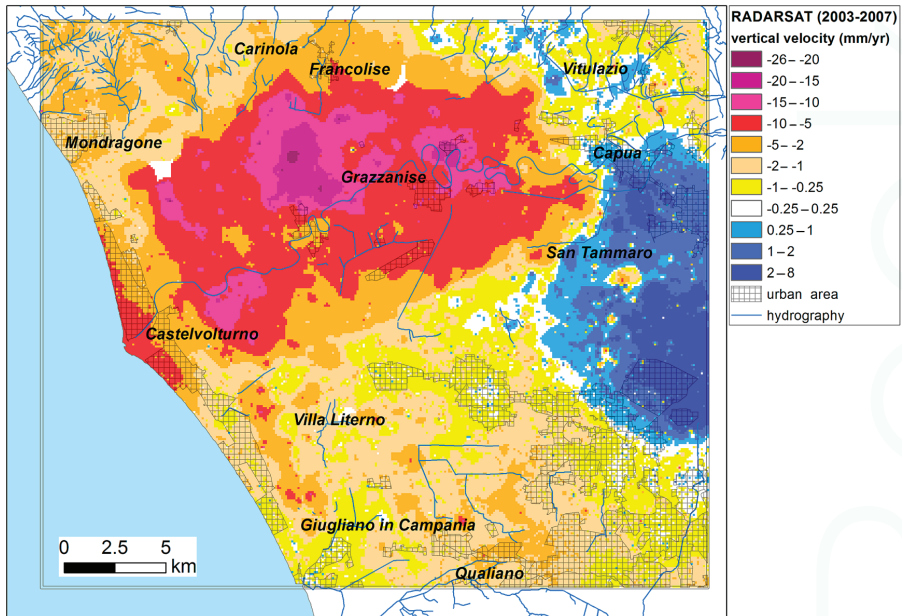 Carinola
Francolise
Vitulazio
Mondragone
Capua
Grazzanise
San Tammaro
Castelvolturno
Villa Literno
Giugliano in Campania
Qualiano
0 2.5 5
km
RADARSAT (2003-2007)
vertical velocity (mm/yr)
-26 – -20
-20 – -15
-15 – -10
-10 – -5
-5 – -2
-2 – -1
-1 – -0.25
-0.25 – 0.25
0.25 – 1
1 – 2
2 – 8
urban area
hydrography